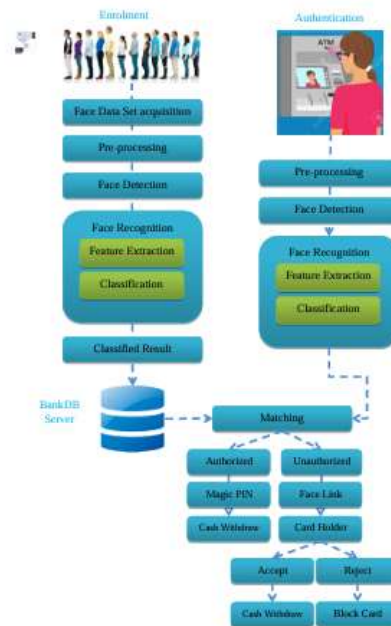 Enrolment
Authentication
ATM
Face Data Set acquisition
Pre-processing
Face Detection
Face Recognition
Feature Extraction
Classification
Classified Result
BankDB
Server
Pre-processing
Face Detection
Face Recognition
Feature Extraction
Classification
Matching
Authorized
Unauthorized
Magic PIN
Face Link
Cash Withdraw
Card Holder
Accept
Reject
Cash Withdraw
Block Card